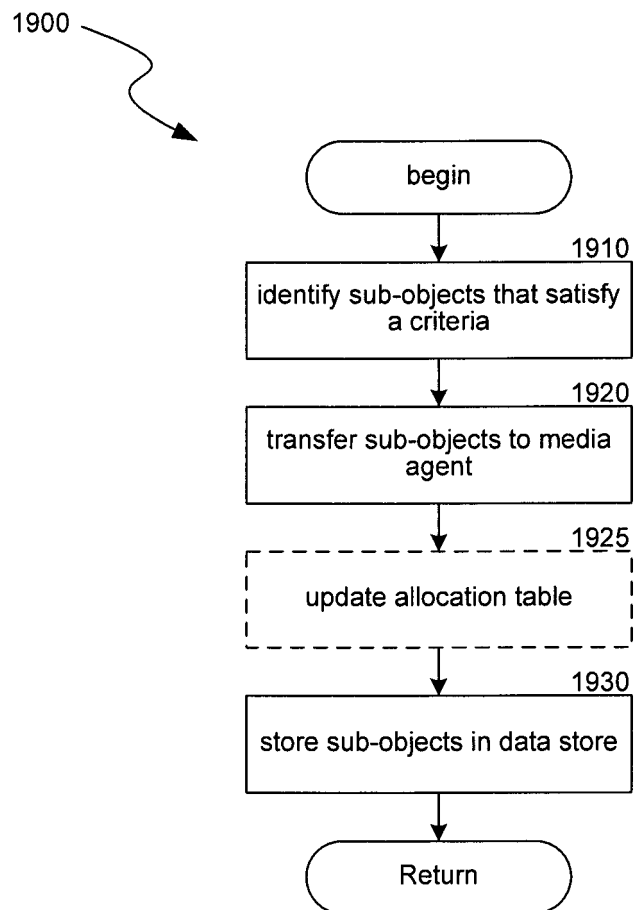 1900
begin
1910
identify sub-objects that satisfy
a criteria
1920
transfer sub-objects to media
agent
1925
update allocation table
1930
store sub-objects in data store
Return